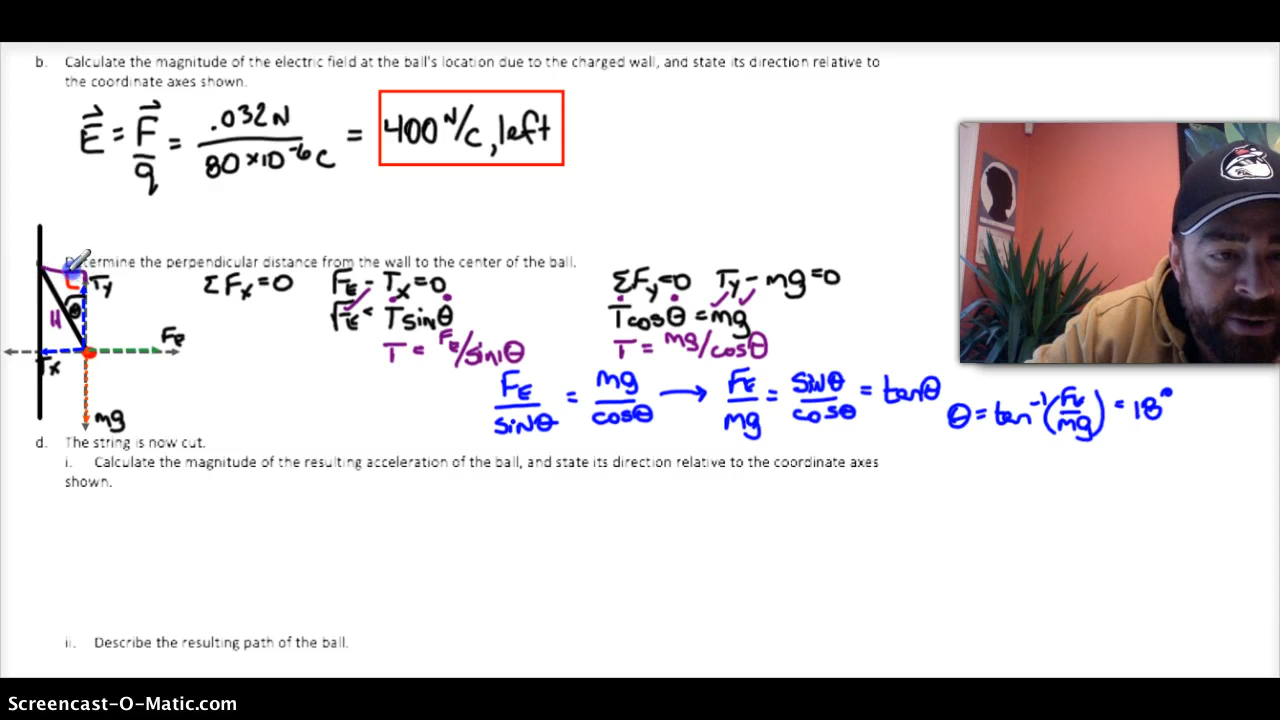 b. Calculate the magnitude of the electric field at the ball's location due to the charged wall, and state its direction relative to
the coordinate axes shown.
E⃗ = F⃗/q = .032N / 80×10⁻⁶C = 400 N/C, left
termine the perpendicular distance from the wall to the center of the ball.
ΣFx=0 FE - Tx=0 ΣFy=0 Ty - mg=0
FE = Tsinθ Tcosθ = mg
T = FE/sinθ T = mg/cosθ
FE/sinθ = mg/cosθ → FE/mg = sinθ/cosθ = tanθ θ = tan⁻¹(FE/mg) = 18°
Ty
θ
H
FE
Tx
mg
d. The string is now cut.
i. Calculate the magnitude of the resulting acceleration of the ball, and state its direction relative to the coordinate axes
shown.
ii. Describe the resulting path of the ball.
Screencast-O-Matic.com